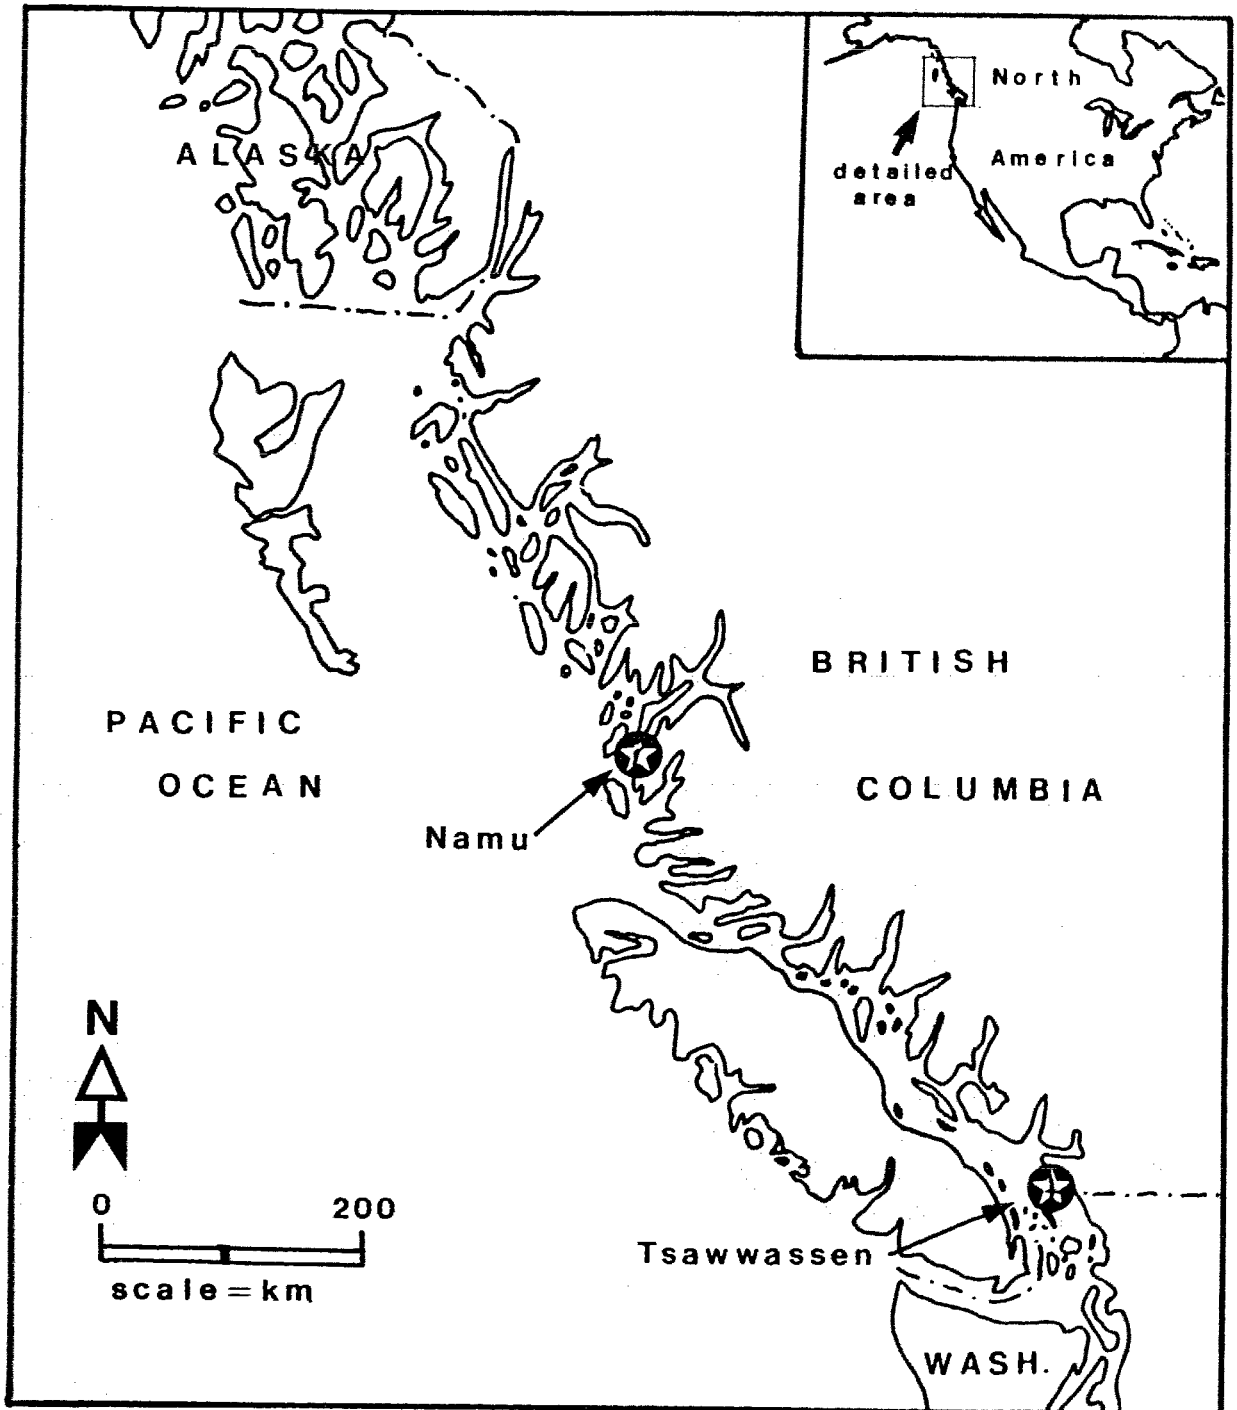 ALASKA
North
America
detailed
area
BRITISH
COLUMBIA
PACIFIC
OCEAN
Namu
N
0 200
scale = km
Tsawwassen
WASH.